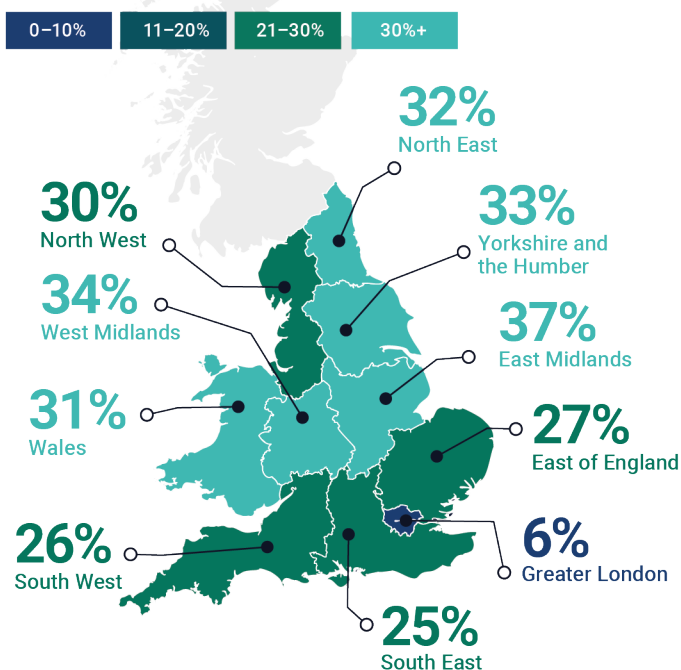 0–10%
11–20%
21–30%
30%+
32%
North East
30%
North West
33%
Yorkshire and
the Humber
34%
West Midlands
37%
East Midlands
31%
Wales
27%
East of England
26%
South West
6%
Greater London
25%
South East